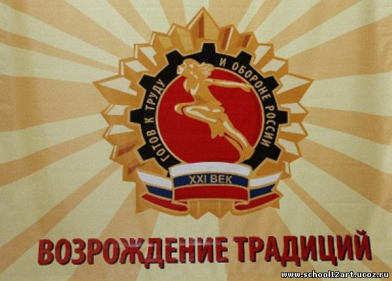 ГОТОВ К ТРУДУ И ОБОРОНЕ РОССИИ
XXI ВЕК
ВОЗРОЖДЕНИЕ ТРАДИЦИЙ
www.school12art.ucoz.ru